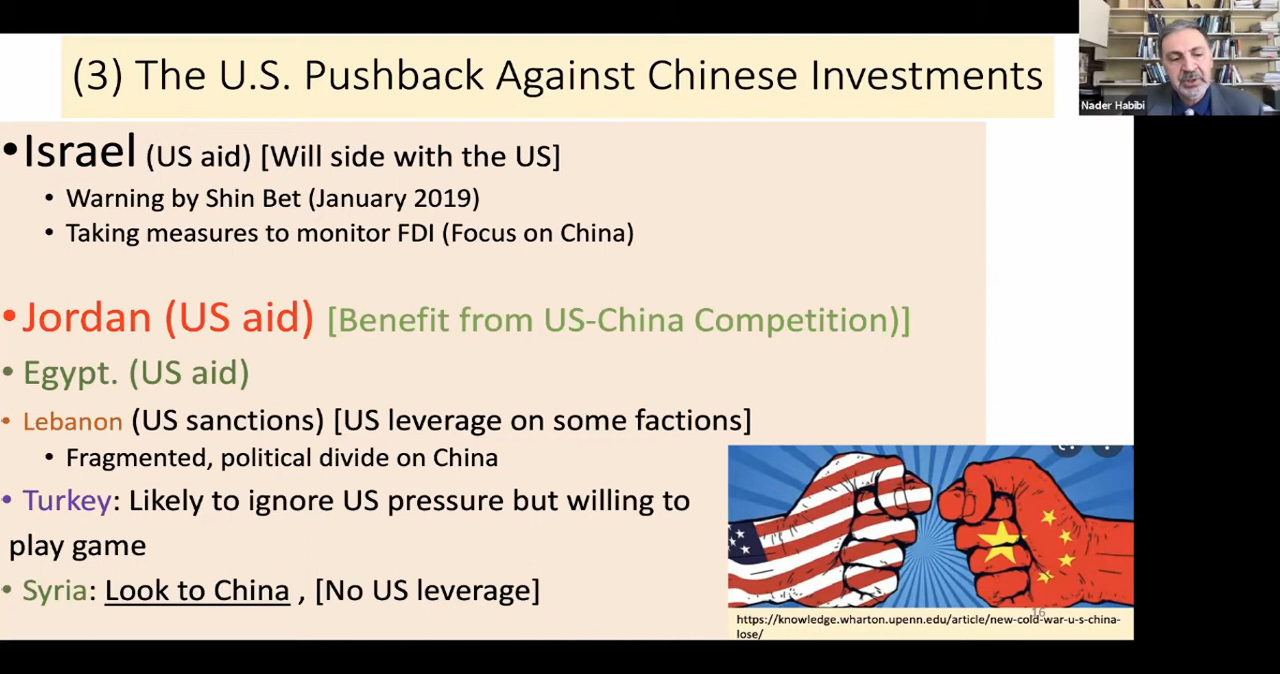 (3) The U.S. Pushback Against Chinese Investments
Nader Habibi
•Israel (US aid) [Will side with the US]
• Warning by Shin Bet (January 2019)
• Taking measures to monitor FDI (Focus on China)
•Jordan (US aid) [Benefit from US-China Competition)]
• Egypt. (US aid)
• Lebanon (US sanctions) [US leverage on some factions]
• Fragmented, political divide on China
• Turkey: Likely to ignore US pressure but willing to
play game
• Syria: Look to China , [No US leverage]
16
https://knowledge.wharton.upenn.edu/article/new-cold-war-u-s-china-
lose/